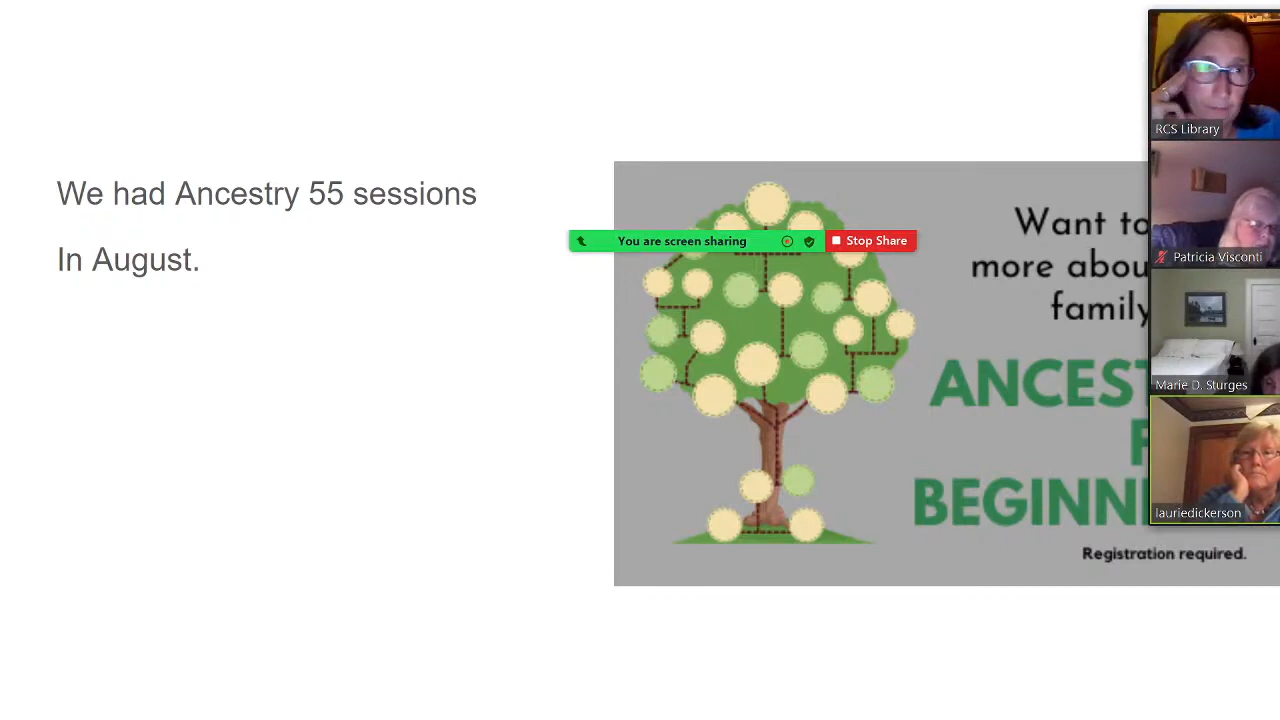 We had Ancestry 55 sessions
In August.
You are screen sharing
Stop Share
Want to
more abou
family
ANCEST
BEGINN
Registration required.
RCS Library
Patricia Visconti
Marie D. Sturges
lauriedickerson